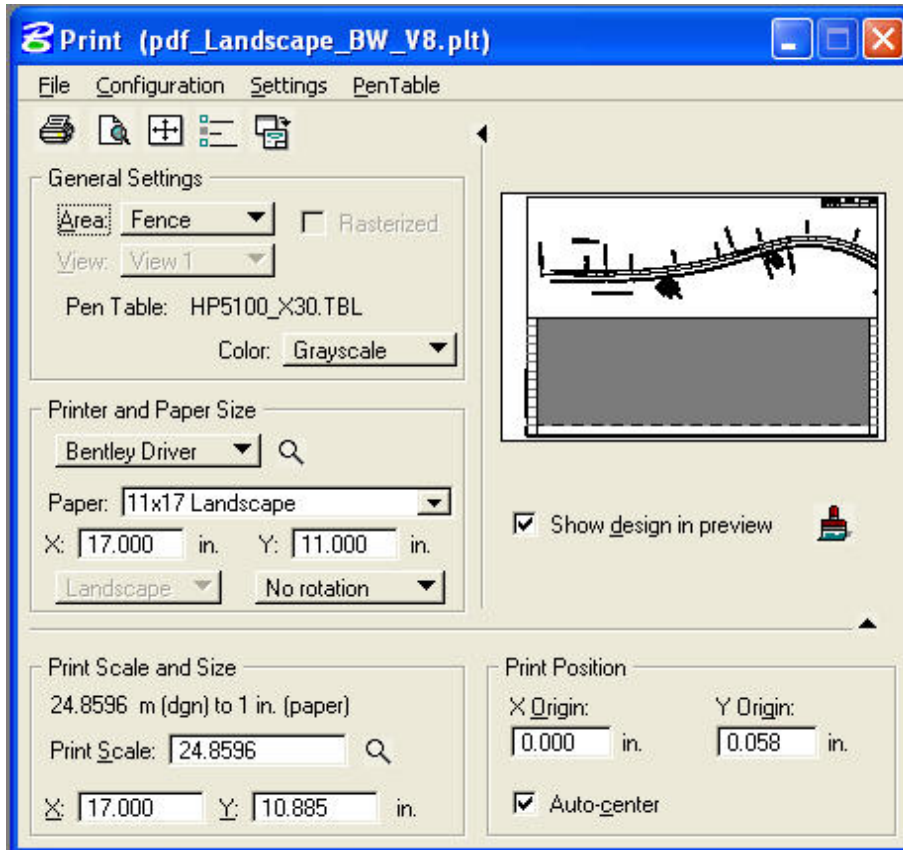 Print (pdf_Landscape_BW_V8.plt)
File Configuration Settings PenTable
General Settings
Area: Fence Rasterized
View: View 1
Pen Table: HP5100_X30.TBL
Color: Grayscale
Printer and Paper Size
Bentley Driver
Paper: 11x17 Landscape
X: 17.000 in. Y: 11.000 in.
Landscape No rotation
Show design in preview
Print Scale and Size
24.8596 m (dgn) to 1 in. (paper)
Print Scale: 24.8596
X: 17.000 Y: 10.885 in.
Print Position
X Origin: Y Origin:
0.000 in. 0.058 in.
Auto-center